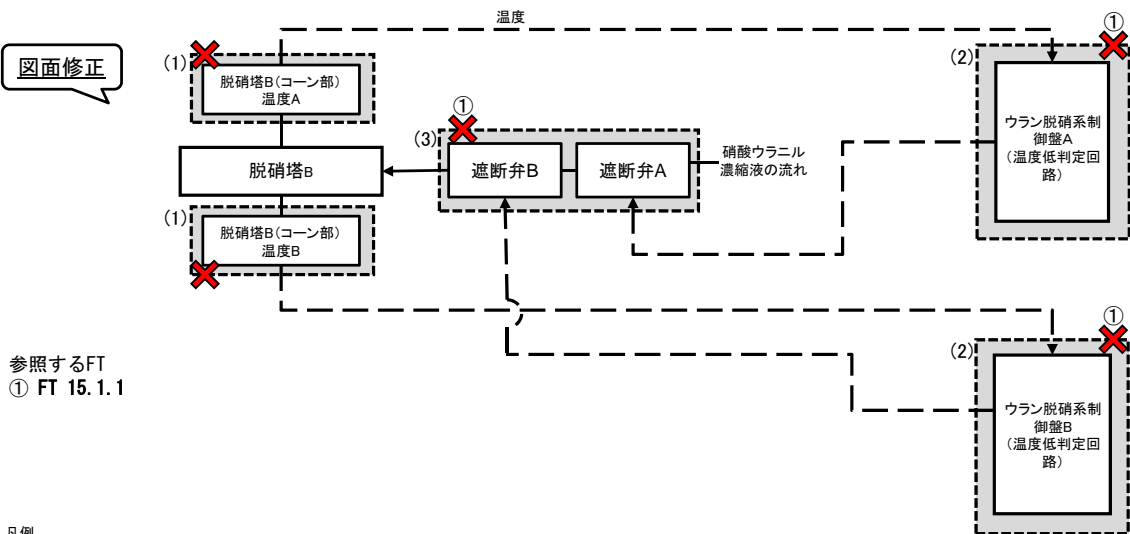 温度
①
図面修正
(1)
脱硝塔B(コーン部)
温度A
(2)
ウラン脱硝系制
御盤A
(温度低判定回
路)
①
(3)
遮断弁B
遮断弁A
硝酸ウラニル
濃縮液の流れ
脱硝塔B
(1)
脱硝塔B(コーン部)
温度B
①
(2)
ウラン脱硝系制
御盤B
(温度低判定回
路)
参照するFT
① FT 15.1.1
凡例